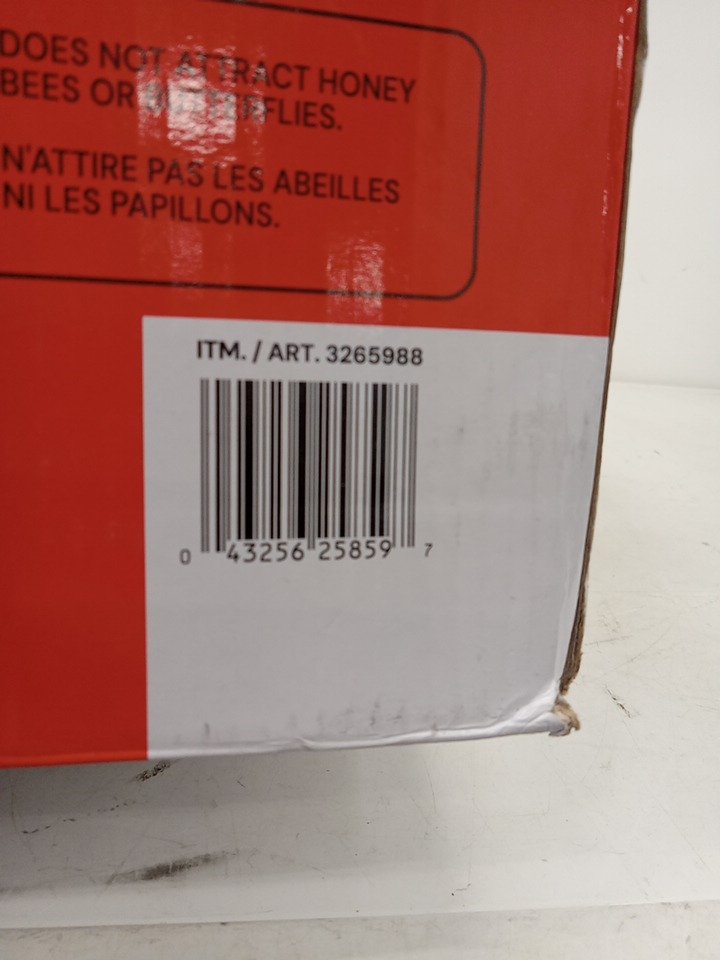 DOES NOT ATTRACT HONEY
BEES OR BUTTERFLIES.
N'ATTIRE PAS LES ABEILLES
NI LES PAPILLONS.
ITM. / ART. 3265988
0 43256 25859 7